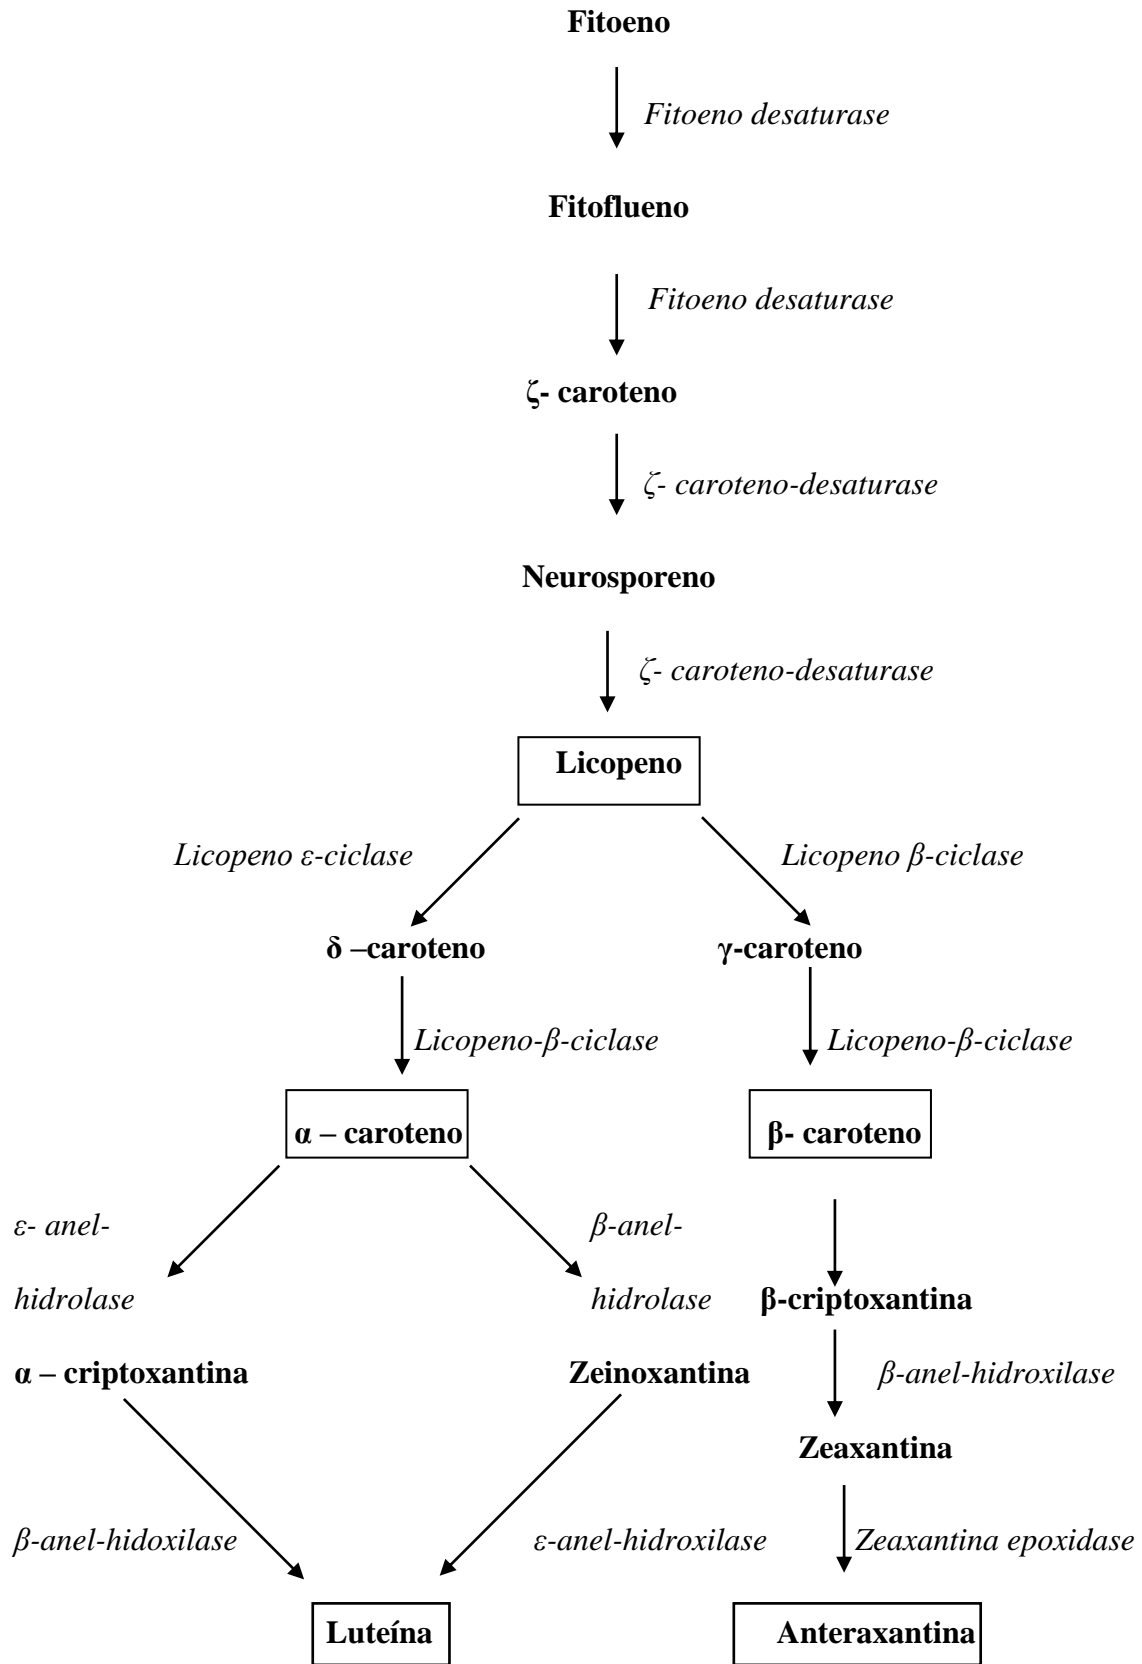 Fitoeno
Fitoeno desaturase
Fitoflueno
Fitoeno desaturase
ζ- caroteno
ζ- caroteno-desaturase
Neurosporeno
ζ- caroteno-desaturase
Licopeno
Licopeno ε-ciclase
Licopeno β-ciclase
δ –caroteno
γ-caroteno
Licopeno-β-ciclase
Licopeno-β-ciclase
α – caroteno
β- caroteno
ε- anel-
hidrolase
β-anel-
hidrolase
β-criptoxantina
α – criptoxantina
Zeinoxantina
β-anel-hidroxilase
Zeaxantina
β-anel-hidoxilase
ε-anel-hidroxilase
Zeaxantina epoxidase
Luteína
Anteraxantina